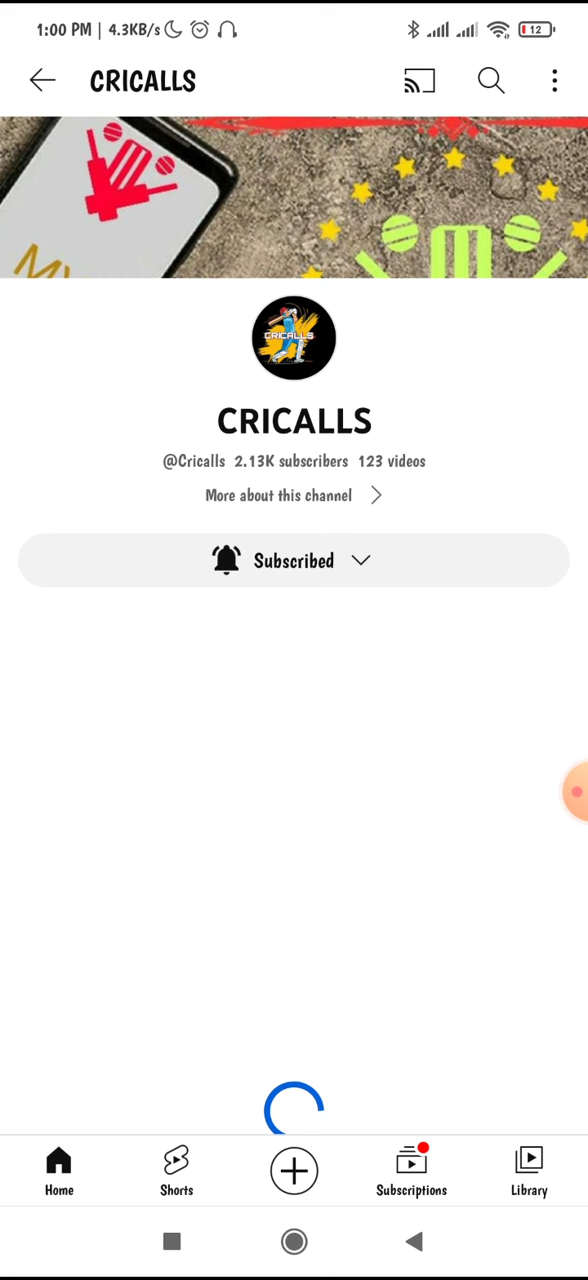 1:00 PM | 4.3KB/s
12
CRICALLS
CRICALLS
CRICALLS
@Cricalls 2.13K subscribers 123 videos
More about this channel
Subscribed
Home Shorts Subscriptions Library